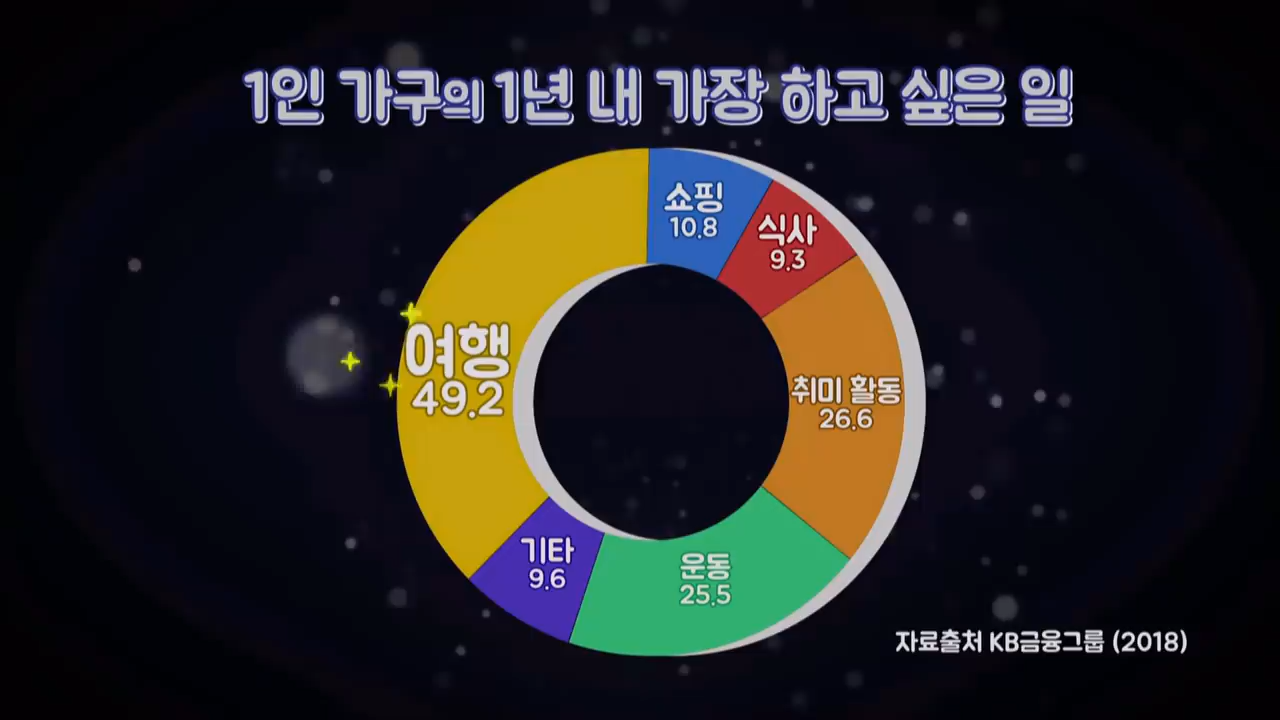 1인 가구의 1년 내 가장 하고 싶은 일
쇼핑
10.8
식사
9.3
여행
49.2
취미 활동
26.6
기타
9.6
운동
25.5
자료출처 KB금융그룹 (2018)